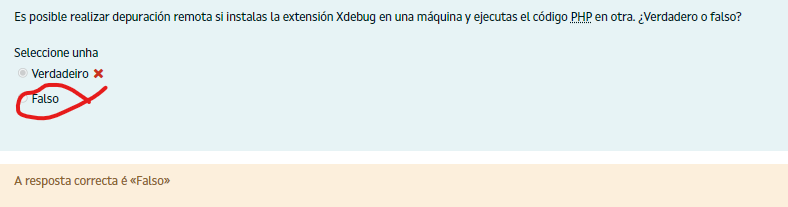 Es posible realizar depuración remota si instalas la extensión Xdebug en una máquina y ejecutas el código PHP en otra. ¿Verdadero o falso?
Seleccione unha
Verdadeiro
Falso
A resposta correcta é «Falso»